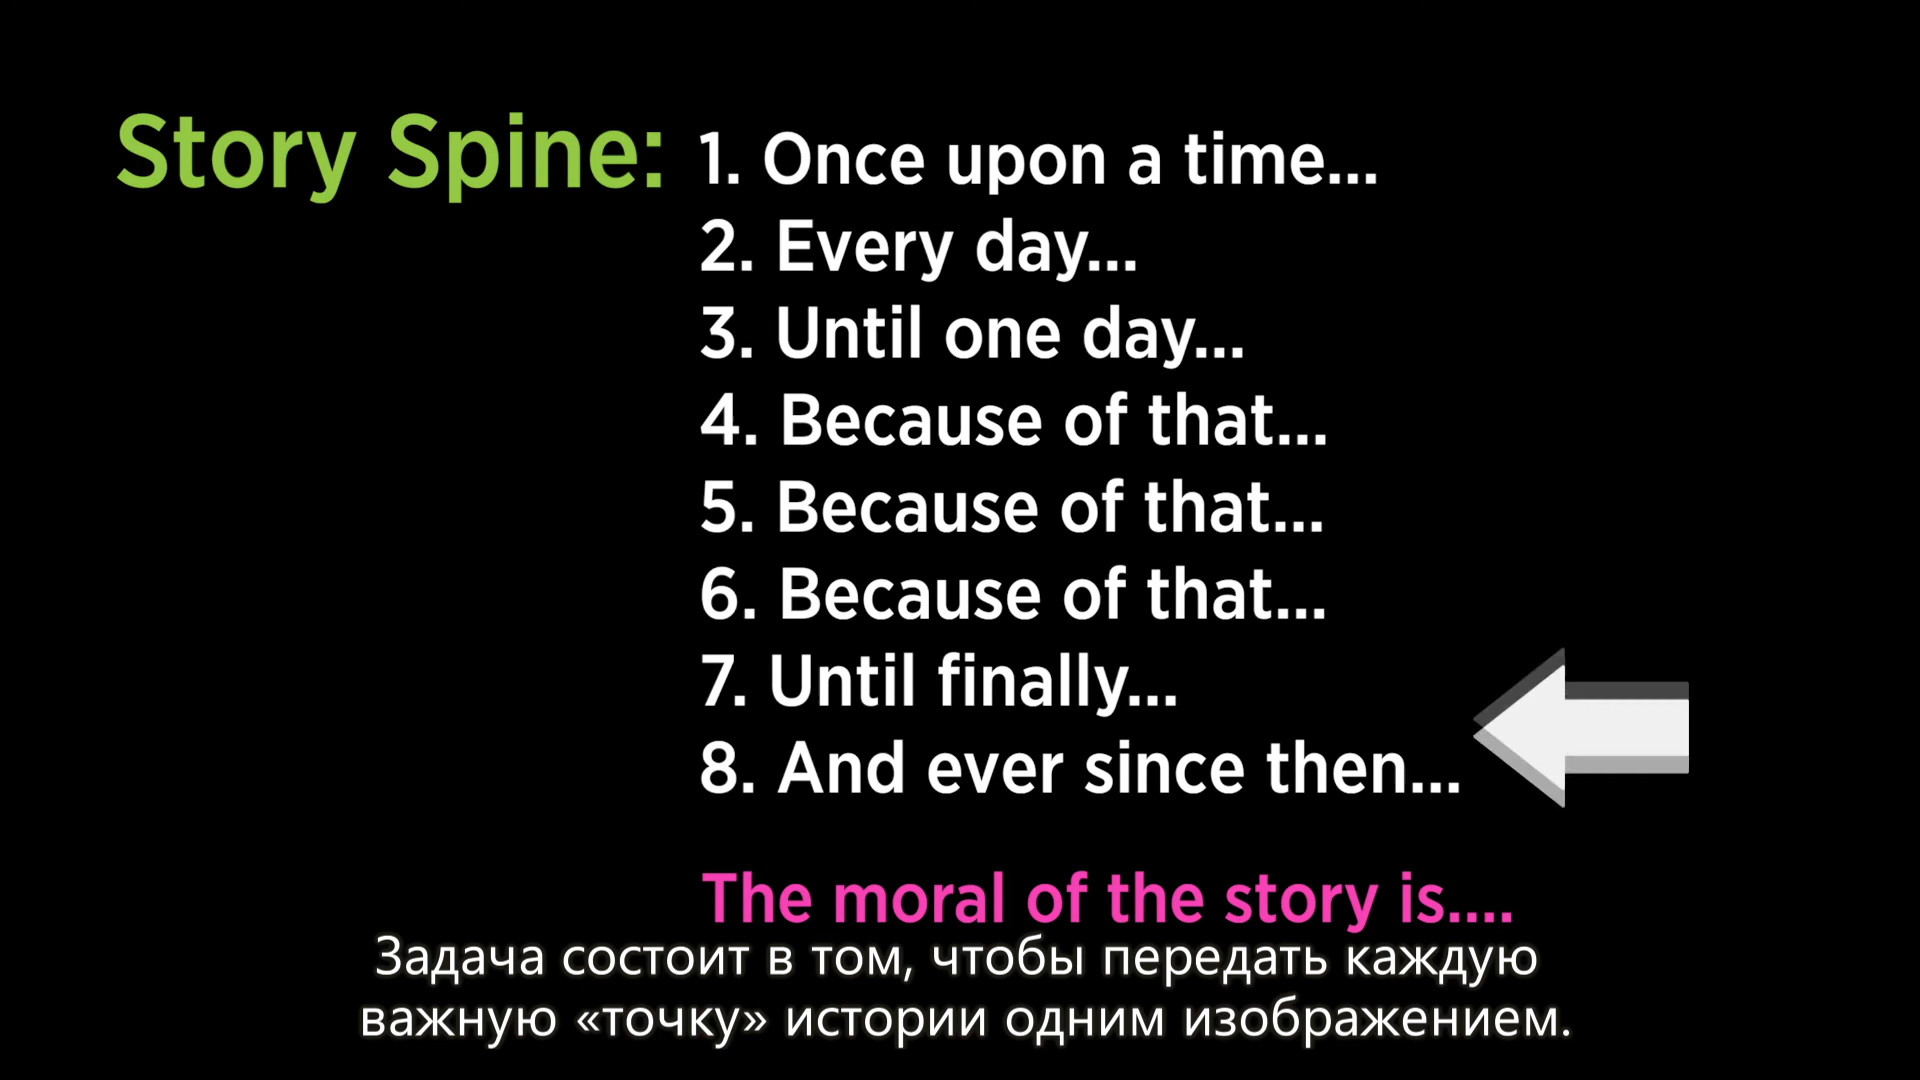 Story Spine:
1. Once upon a time...
2. Every day...
3. Until one day...
4. Because of that...
5. Because of that...
6. Because of that...
7. Until finally...
8. And ever since then...
The moral of the story is....
Задача состоит в том, чтобы передать каждую
важную «точку» истории одним изображением.